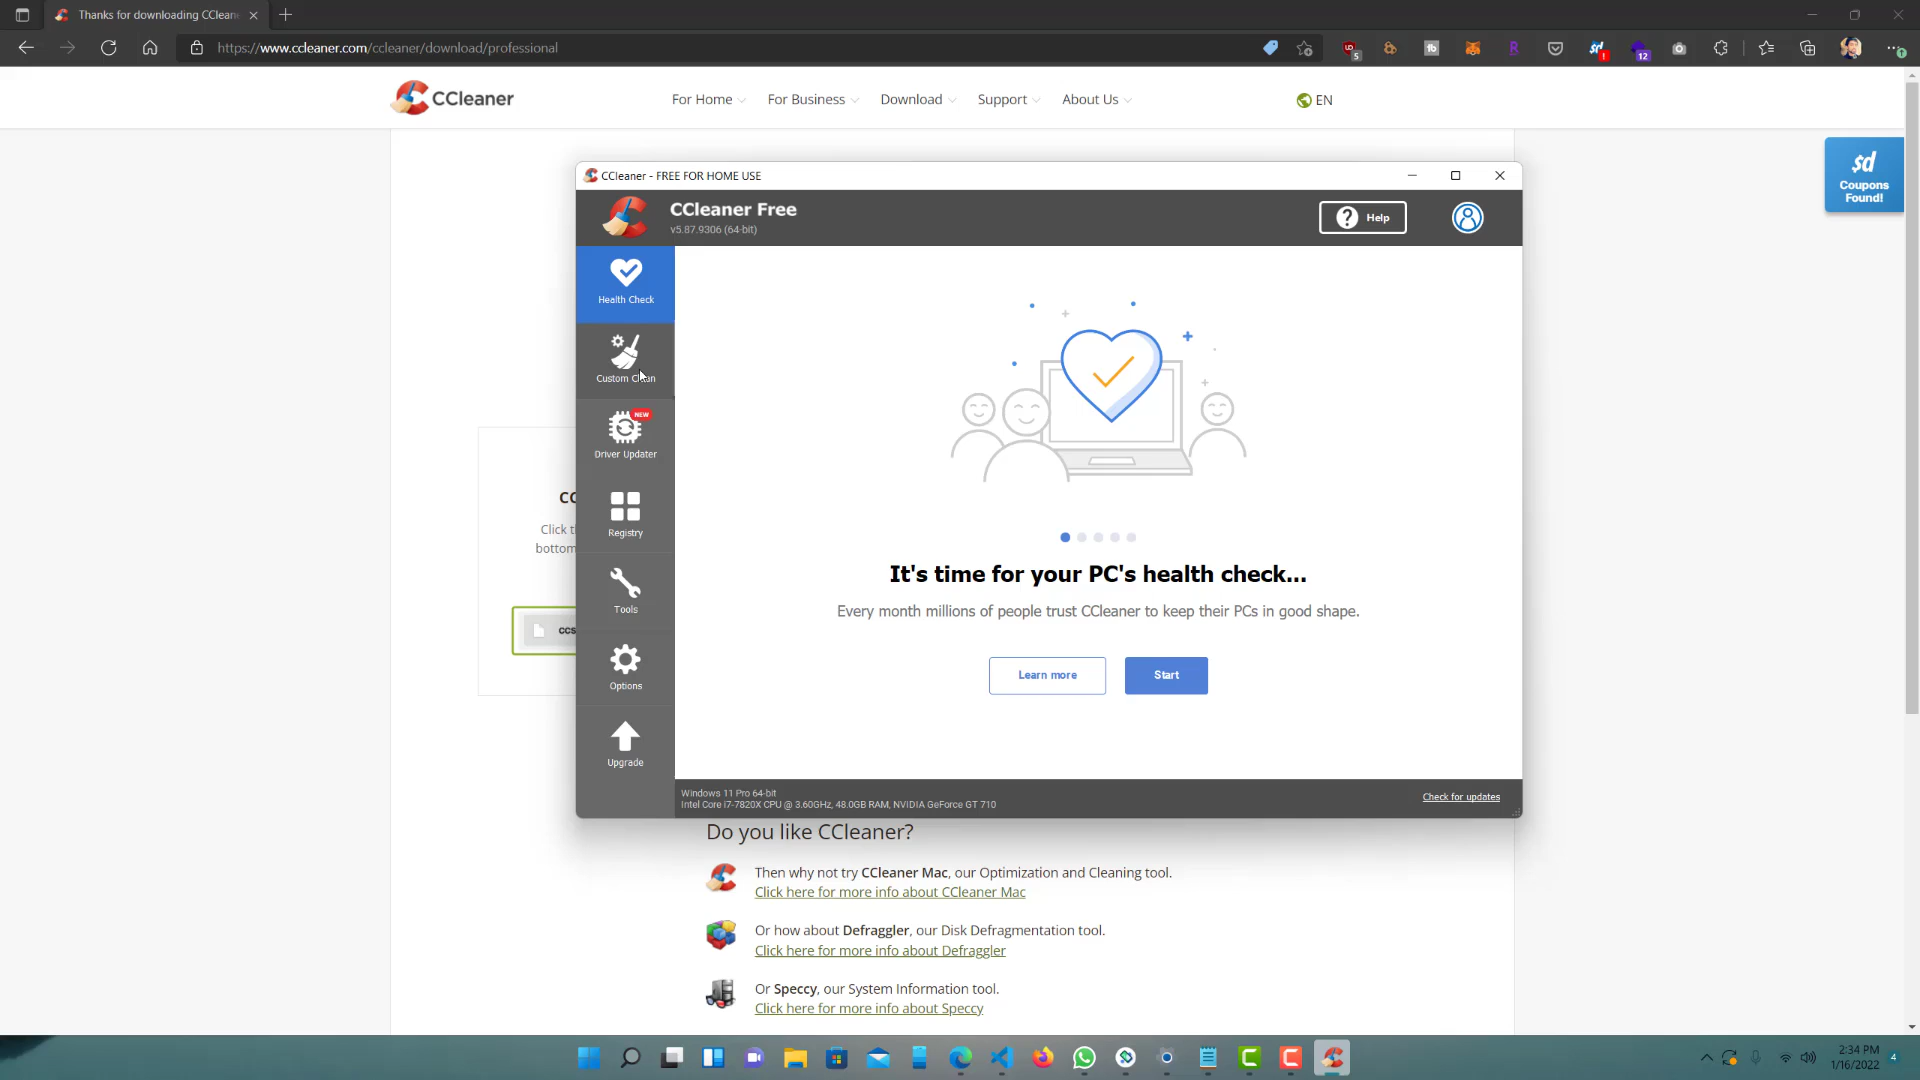 Thanks for downloading CClean
https://www.ccleaner.com/ccleaner/download/professional
5
12
CCleaner
For Home
For Business
Download
Support
About Us
EN
$d
Coupons
Found!
CCleaner - FREE FOR HOME USE
CCleaner Free
v5.87.9306 (64-bit)
Help
Health Check
Custom Clean
NEW
Driver Updater
Registry
Tools
Options
Upgrade
CC
Click t
bottom
ccs
It's time for your PC's health check...
Every month millions of people trust CCleaner to keep their PCs in good shape.
Learn more
Start
Windows 11 Pro 64-bit
Intel Core i7-7820X CPU @ 3.60GHz, 48.0GB RAM, NVIDIA GeForce GT 710
Check for updates
Do you like CCleaner?
Then why not try CCleaner Mac, our Optimization and Cleaning tool.
Click here for more info about CCleaner Mac
Or how about Defraggler, our Disk Defragmentation tool.
Click here for more info about Defraggler
Or Speccy, our System Information tool.
Click here for more info about Speccy
2:34 PM
1/16/2022
4